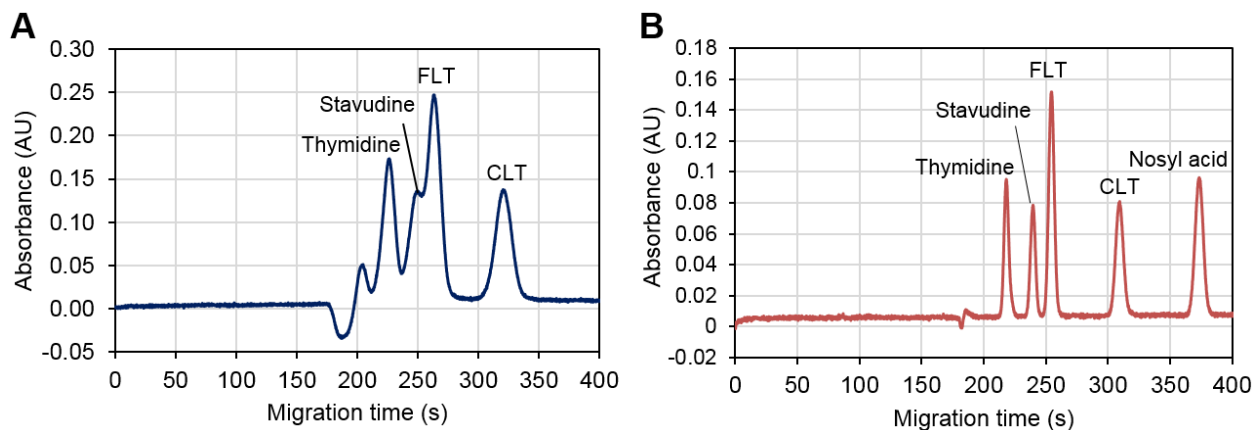 A
Absorbance (AU)
0.30
0.25
0.20
0.15
0.10
0.05
0.00
-0.05
FLT
Stavudine
Thymidine
CLT
0 50 100 150 200 250 300 350 400
Migration time (s)
B
Absorbance (AU)
0.18
0.16
0.14
0.12
0.1
0.08
0.06
0.04
0.02
0
-0.02
FLT
Stavudine
Thymidine
Nosyl acid
CLT
0 50 100 150 200 250 300 350 400
Migration time (s)